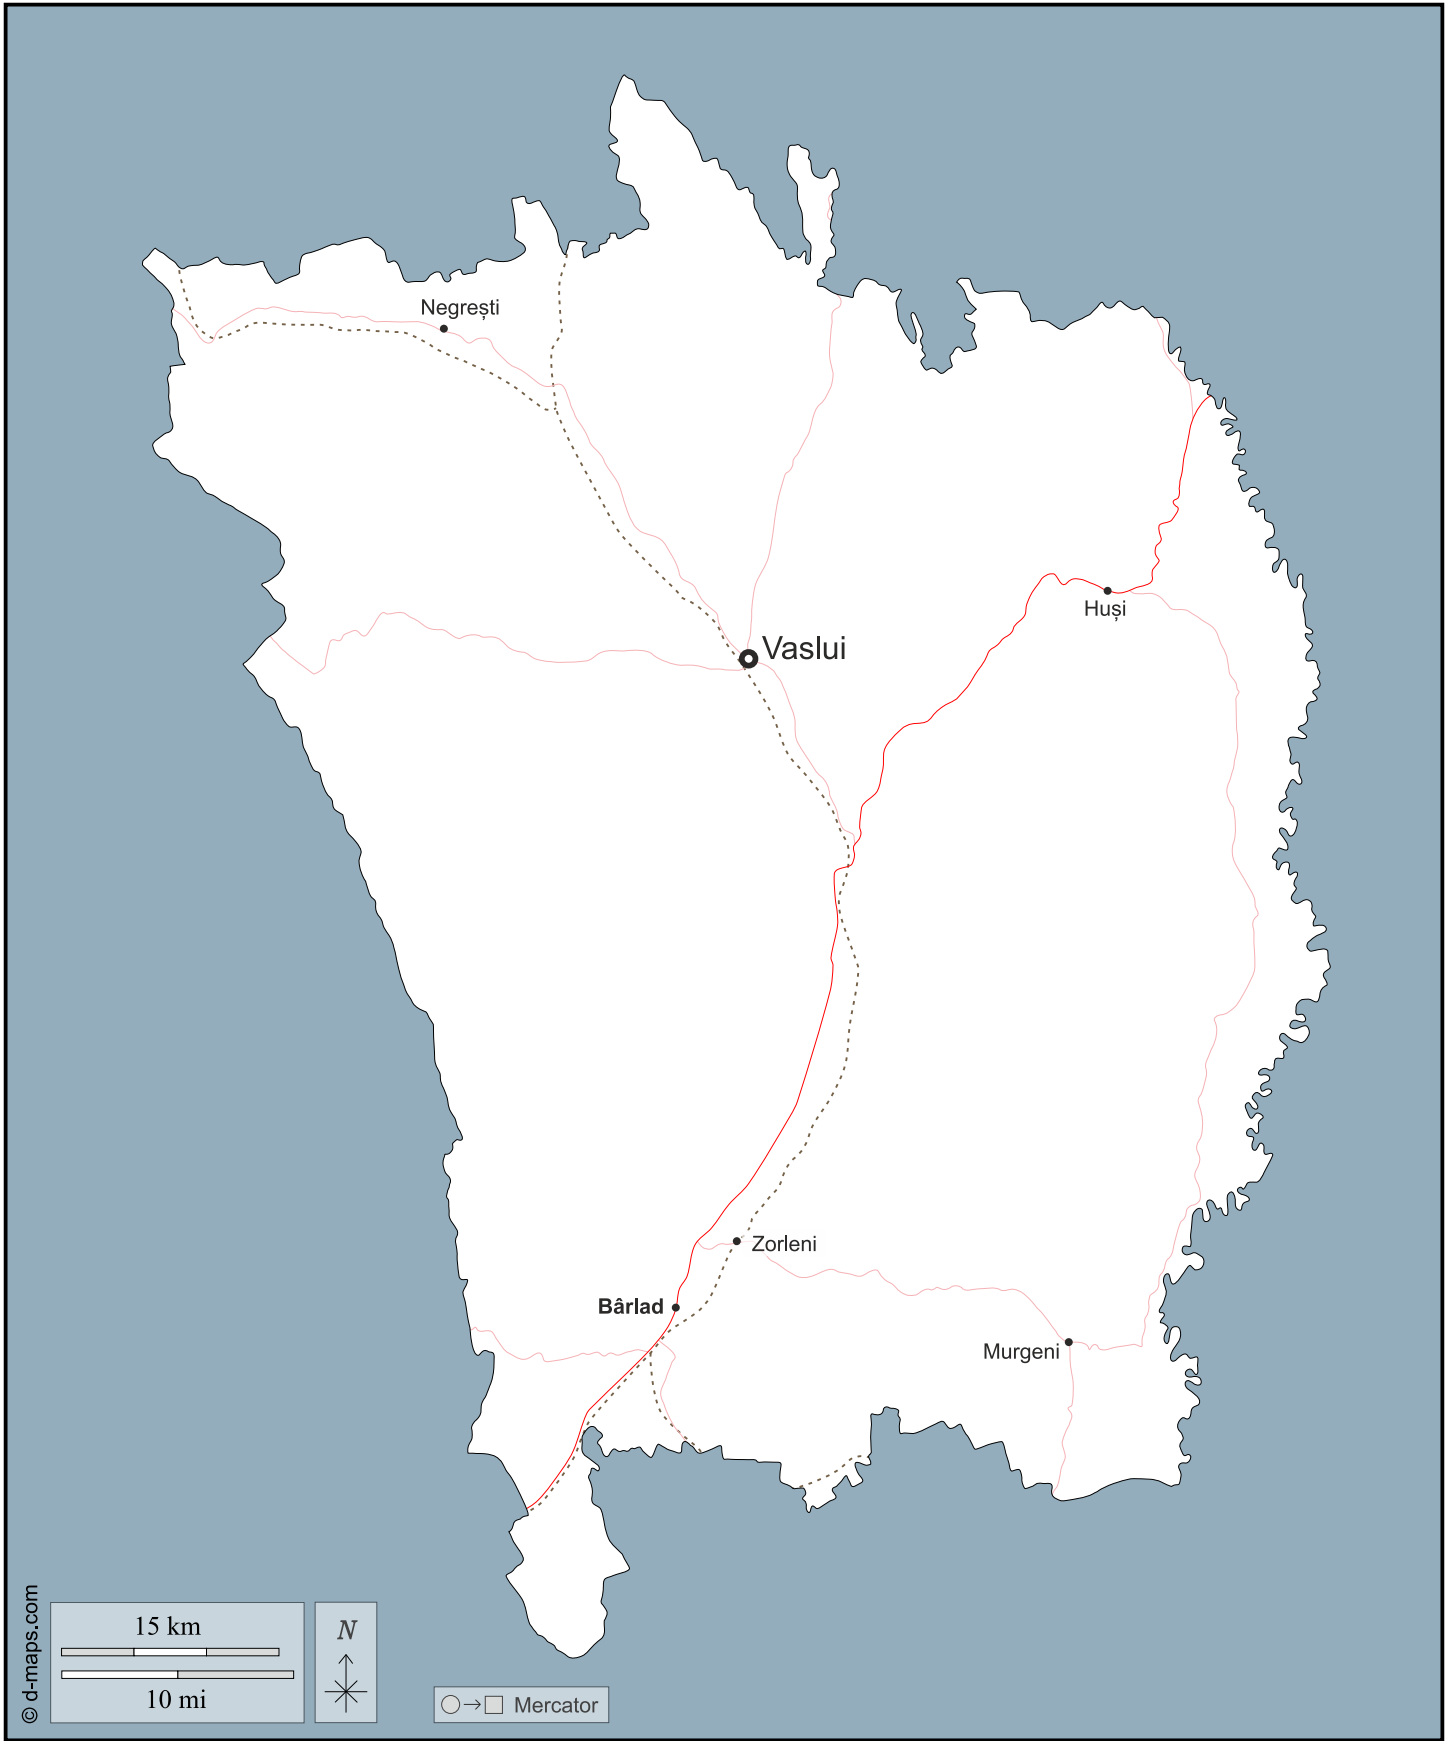 Negrești
Huși
Vaslui
Zorleni
Bârlad
Murgeni
© d-maps.com
15 km
10 mi
N
Mercator